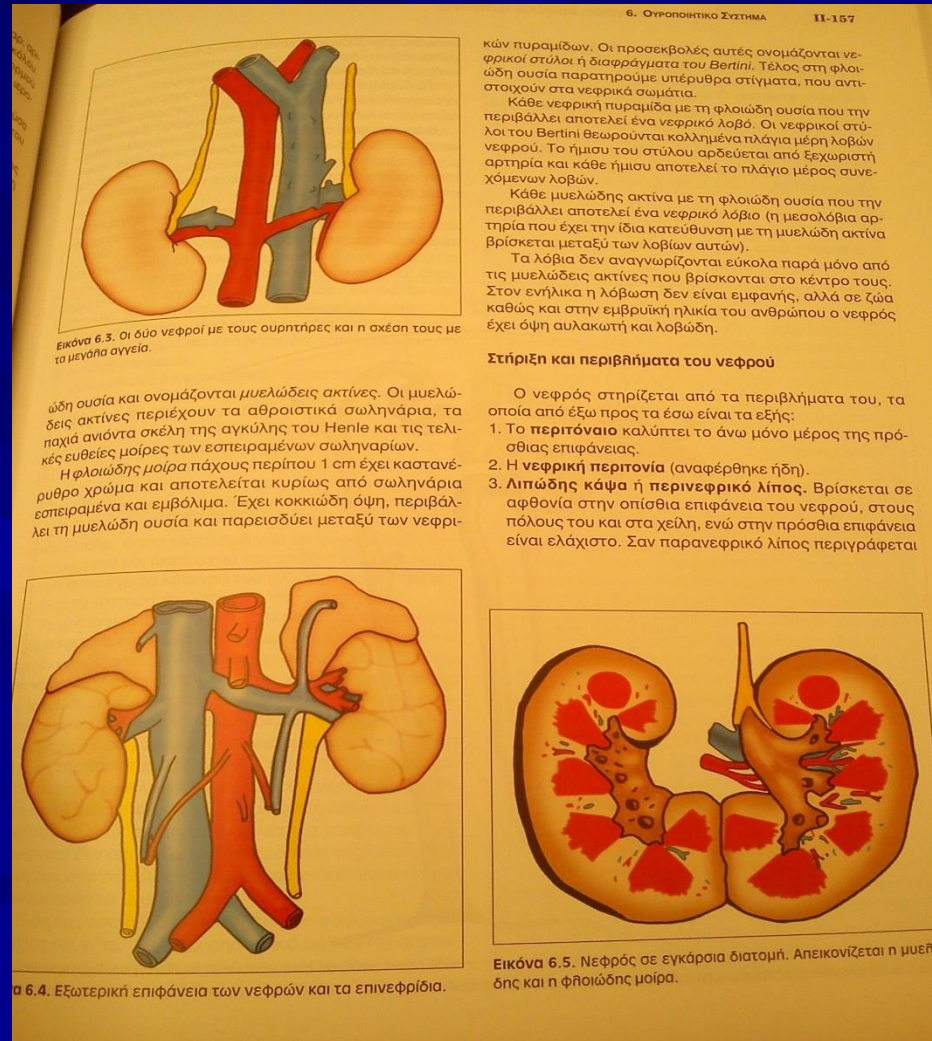 6. Ουροποιητικό Σύστημα II-157
Εικόνα 6.3. Οι δύο νεφροί με τους ουρητήρες και η σχέση τους με
τα μεγάλα αγγεία.
ώδη ουσία και ονομάζονται μυελώδεις ακτίνες. Οι μυελώ-
δεις ακτίνες περιέχουν τα αθροιστικά σωληνάρια, τα
παχιά ανιόντα σκέλη της αγκύλης του Henle και τις τελι-
κές ευθείες μοίρες των εσπειραμένων σωληναρίων.
Η φλοιώδης μοίρα πάχους περίπου 1 cm έχει καστανέ-
ρυθρο χρώμα και αποτελείται κυρίως από σωληνάρια
εσπειραμένα και εμβόλιμα. Έχει κοκκιώδη όψη, περιβάλ-
λει τη μυελώδη ουσία και παρεισδύει μεταξύ των νεφρι-
6.4. Εξωτερική επιφάνεια των νεφρών και τα επινεφρίδια.
κών πυραμίδων. Οι προσεκβολές αυτές ονομάζονται νε-
φρικοί στύλοι ή διαφράγματα του Bertini. Τέλος στη φλοι-
ώδη ουσία παρατηρούμε υπέρυθρα στίγματα, που αντι-
στοιχούν στα νεφρικά σωμάτια.
Κάθε νεφρική πυραμίδα με τη φλοιώδη ουσία που την
περιβάλλει αποτελεί ένα νεφρικό λοβό. Οι νεφρικοί στύ-
λοι του Bertini θεωρούνται κολλημένα πλάγια μέρη λοβών
νεφρού. Το ήμισυ του στύλου αρδεύεται από ξεχωριστή
αρτηρία και κάθε ήμισυ αποτελεί το πλάγιο μέρος συνε-
χόμενων λοβών.
Κάθε μυελώδης ακτίνα με τη φλοιώδη ουσία που την
περιβάλλει αποτελεί ένα νεφρικό λόβιο (η μεσολόβια αρ-
τηρία που έχει την ίδια κατεύθυνση με τη μυελώδη ακτίνα
βρίσκεται μεταξύ των λοβίων αυτών).
Τα λόβια δεν αναγνωρίζονται εύκολα παρά μόνο από
τις μυελώδεις ακτίνες που βρίσκονται στο κέντρο τους.
Στον ενήλικα η λόβωση δεν είναι εμφανής, αλλά σε ζώα
καθώς και στην εμβρυϊκή ηλικία του ανθρώπου ο νεφρός
έχει όψη αυλακωτή και λοβώδη.
Στήριξη και περιβλήματα του νεφρού
Ο νεφρός στηρίζεται από τα περιβλήματα του, τα
οποία από έξω προς τα έσω είναι τα εξής:
1. Το περιτόναιο καλύπτει το άνω μόνο μέρος της πρό-
σθιας επιφάνειας.
2. Η νεφρική περιτονία (αναφέρθηκε ήδη).
3. Λιπώδης κάψα ή περινεφρικό λίπος. Βρίσκεται σε
αφθονία στην οπίσθια επιφάνεια του νεφρού, στους
πόλους του και στα χείλη, ενώ στην πρόσθια επιφάνεια
είναι ελάχιστο. Σαν παρανεφρικό λίπος περιγράφεται
Εικόνα 6.5. Νεφρός σε εγκάρσια διατομή. Απεικονίζεται η μυελ
δης και η φλοιώδης μοίρα.